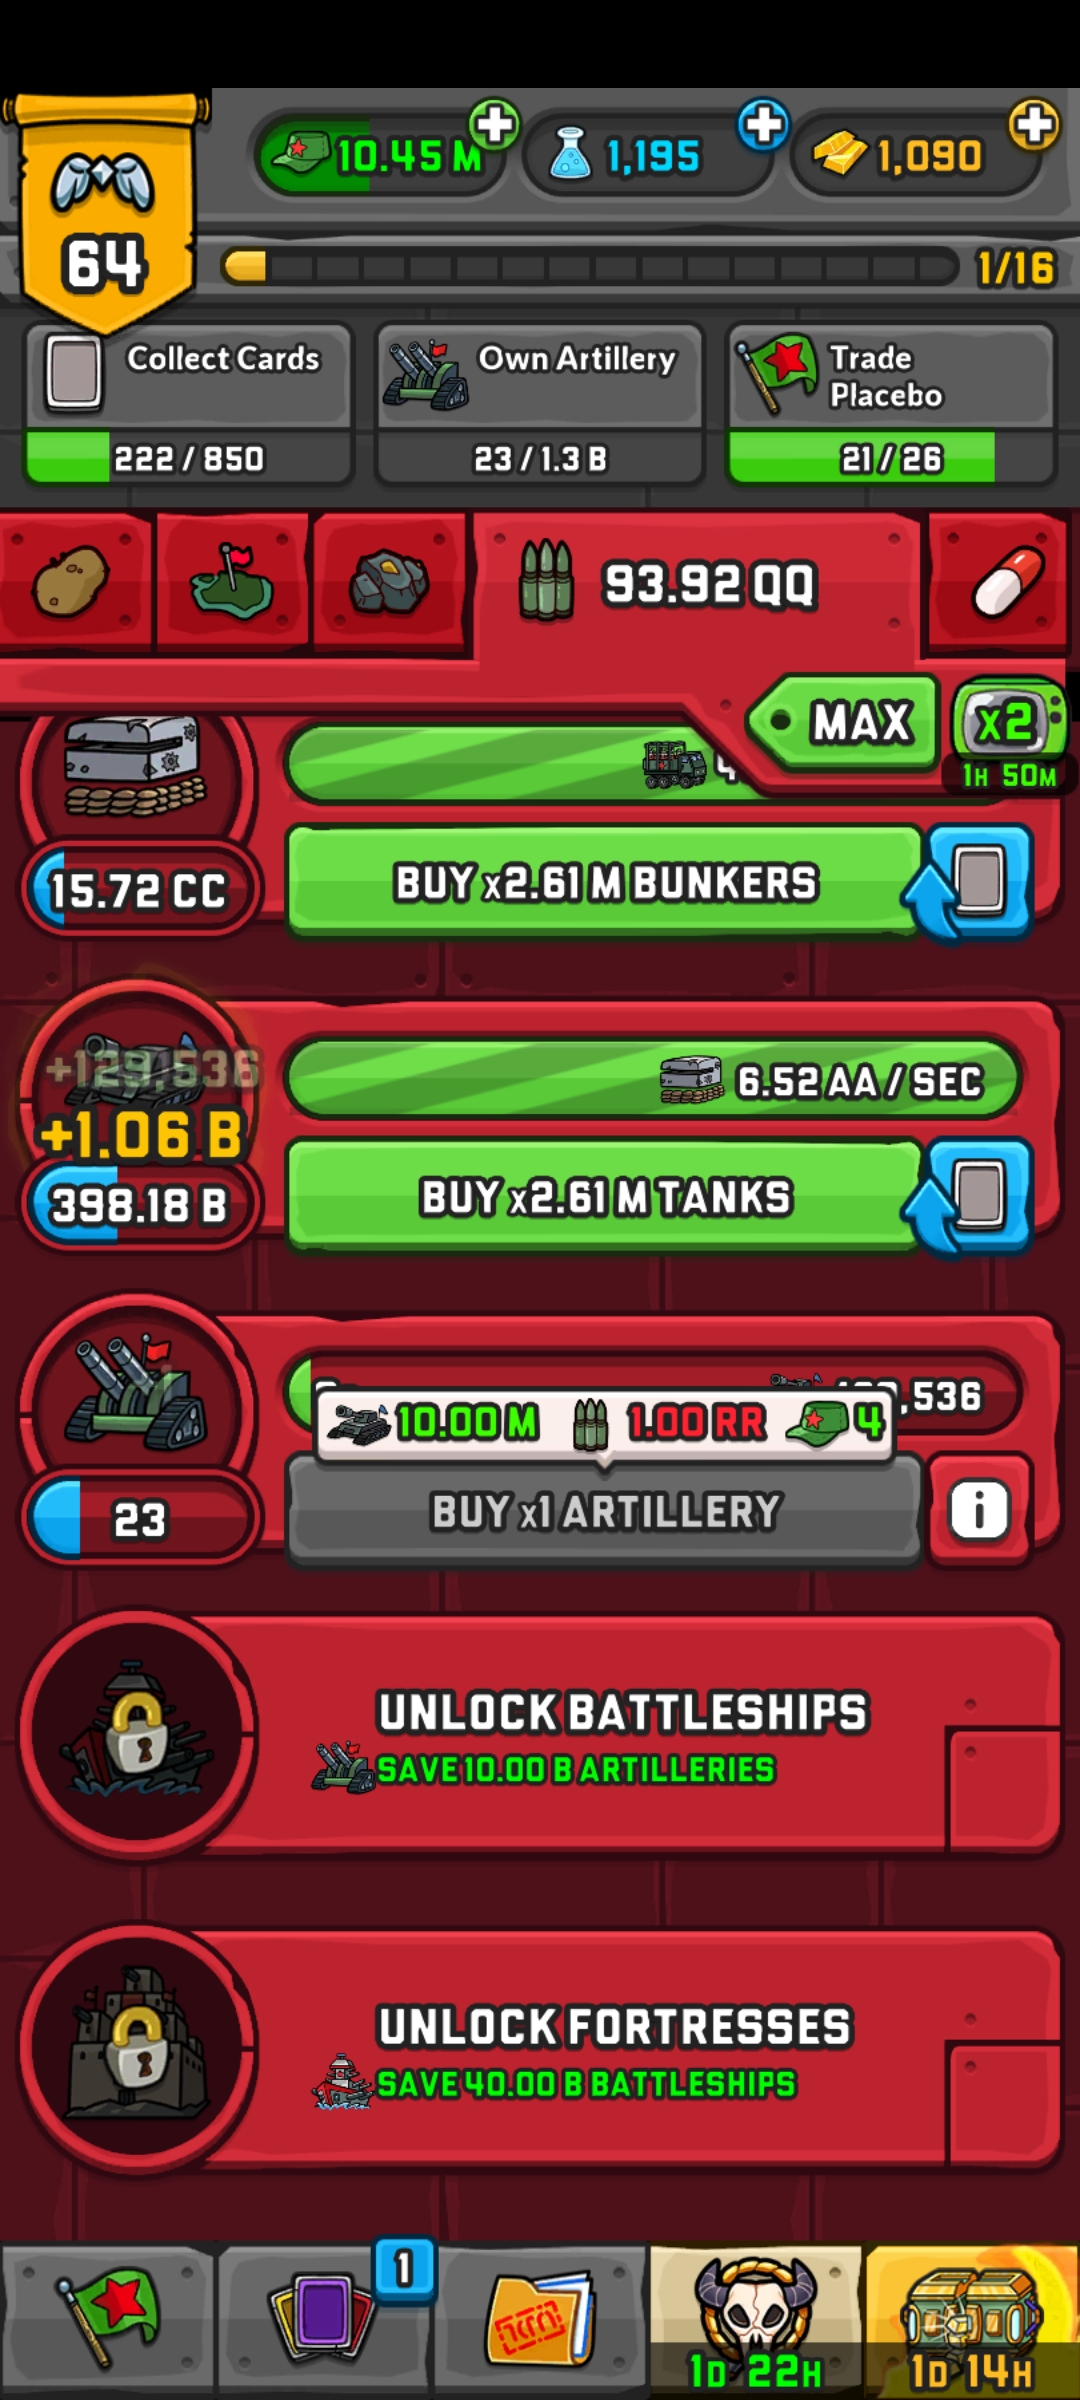 10.45 M
1,195
1,090
64
1/16
Collect Cards
222 / 850
Own Artillery
23 / 1.3 B
Trade
Placebo
21 / 26
93.92 QQ
MAX
x2
1H 50M
15.72 CC
BUY x2.61 M BUNKERS
+129,536
+1.06 B
398.18 B
6.52 AA / SEC
BUY x2.61 M TANKS
,536
10.00 M
1.00 RR
4
23
BUY x1 ARTILLERY
i
UNLOCK BATTLESHIPS
SAVE 10.00 B ARTILLERIES
UNLOCK FORTRESSES
SAVE 40.00 B BATTLESHIPS
1
1D 22H
1D 14H